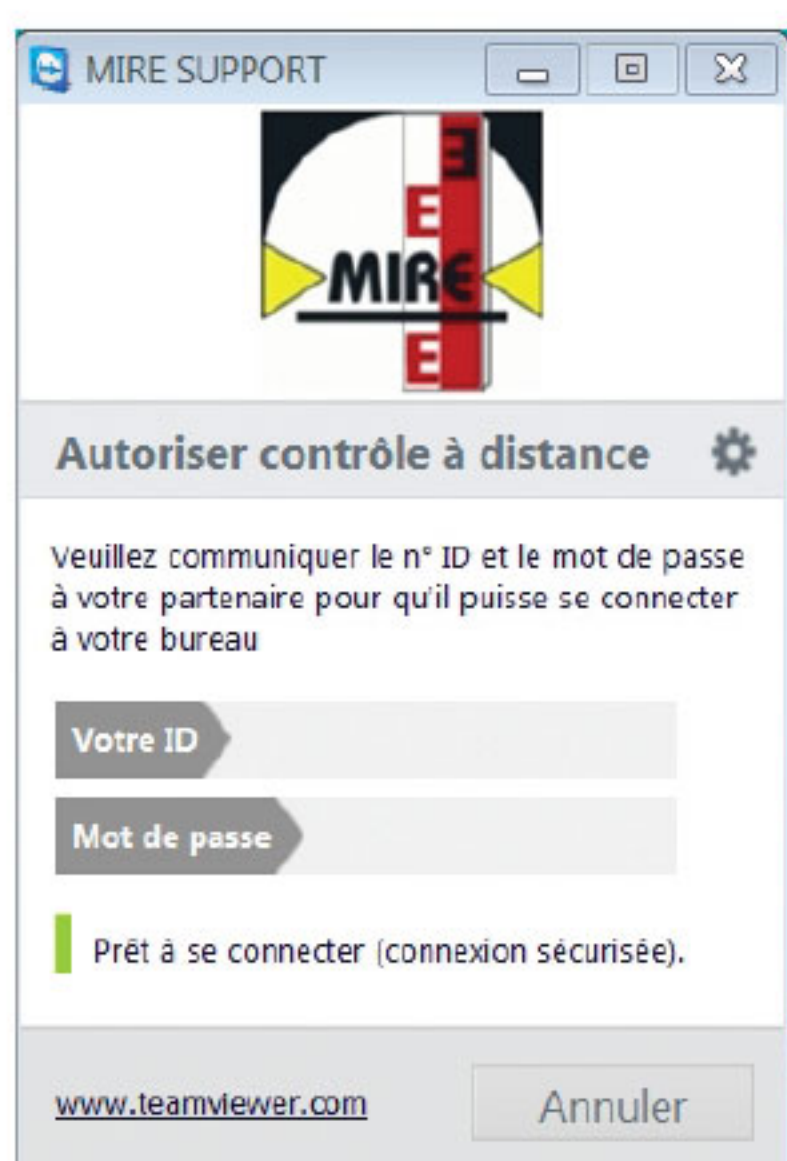 MIRE SUPPORT
E
E
MIRE
E
Autoriser contrôle à distance
Veuillez communiquer le n° ID et le mot de passe
à votre partenaire pour qu'il puisse se connecter
à votre bureau
Votre ID
Mot de passe
Prêt à se connecter (connexion sécurisée).
www.teamviewer.com
Annuler